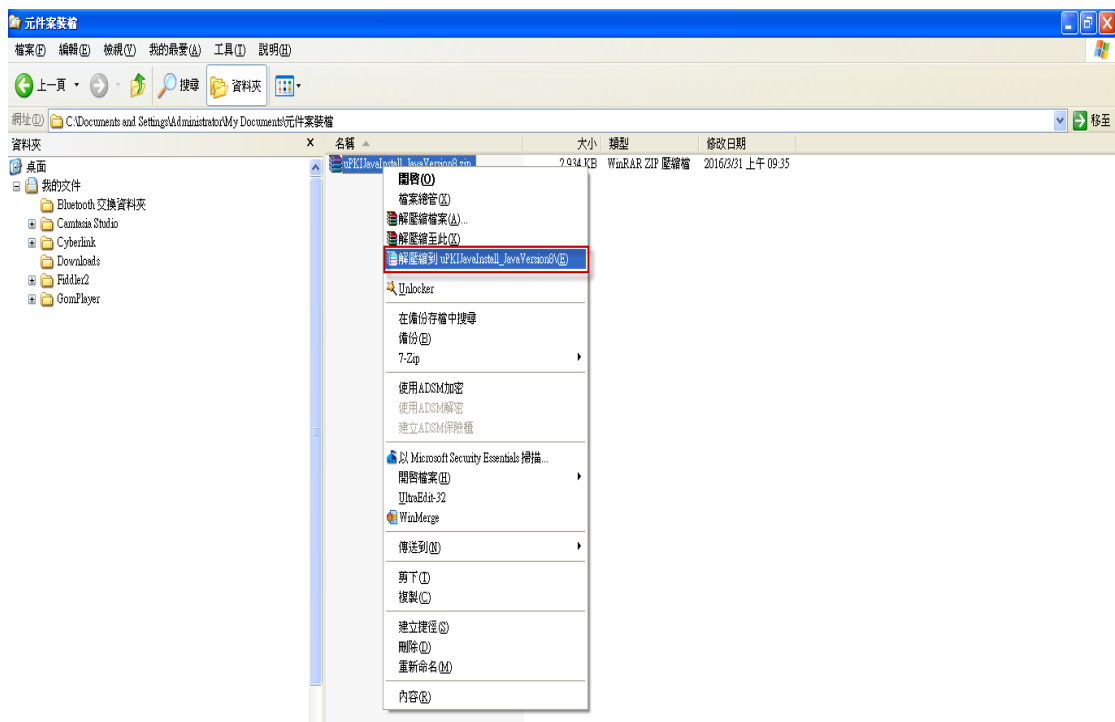 元件案裝檔
檔案(F) 編輯(E) 檢視(V) 我的最愛(A) 工具(T) 說明(H)
上一頁 搜尋 資料夾
網址(D) C:\Documents and Settings\Administrator\My Documents\元件案裝檔 移至
資料夾 x 名稱 大小 類型 修改日期
桌面
我的文件
Bluetooth 交換資料夾
Camtasia Studio
Cyberlink
Downloads
Fiddler2
GomPlayer
uPKIJavaInstall_JavaVersion8.zip 2,934 KB WinRAR ZIP 壓縮檔 2016/3/31 上午 09:35
開啓(O)
檔案總管(X)
解壓縮檔案(A)...
解壓縮至此(X)
解壓縮到 uPKIJavaInstall_JavaVersion8\(E)
Unlocker
在備份存檔中搜尋
備份(B)
7-Zip
使用ADSM加密
使用ADSM解密
建立ADSM保險櫃
以 Microsoft Security Essentials 掃描...
開啓檔案(H)
UltraEdit-32
WinMerge
傳送到(N)
剪下(T)
複製(C)
建立捷徑(S)
刪除(D)
重新命名(M)
內容(R)